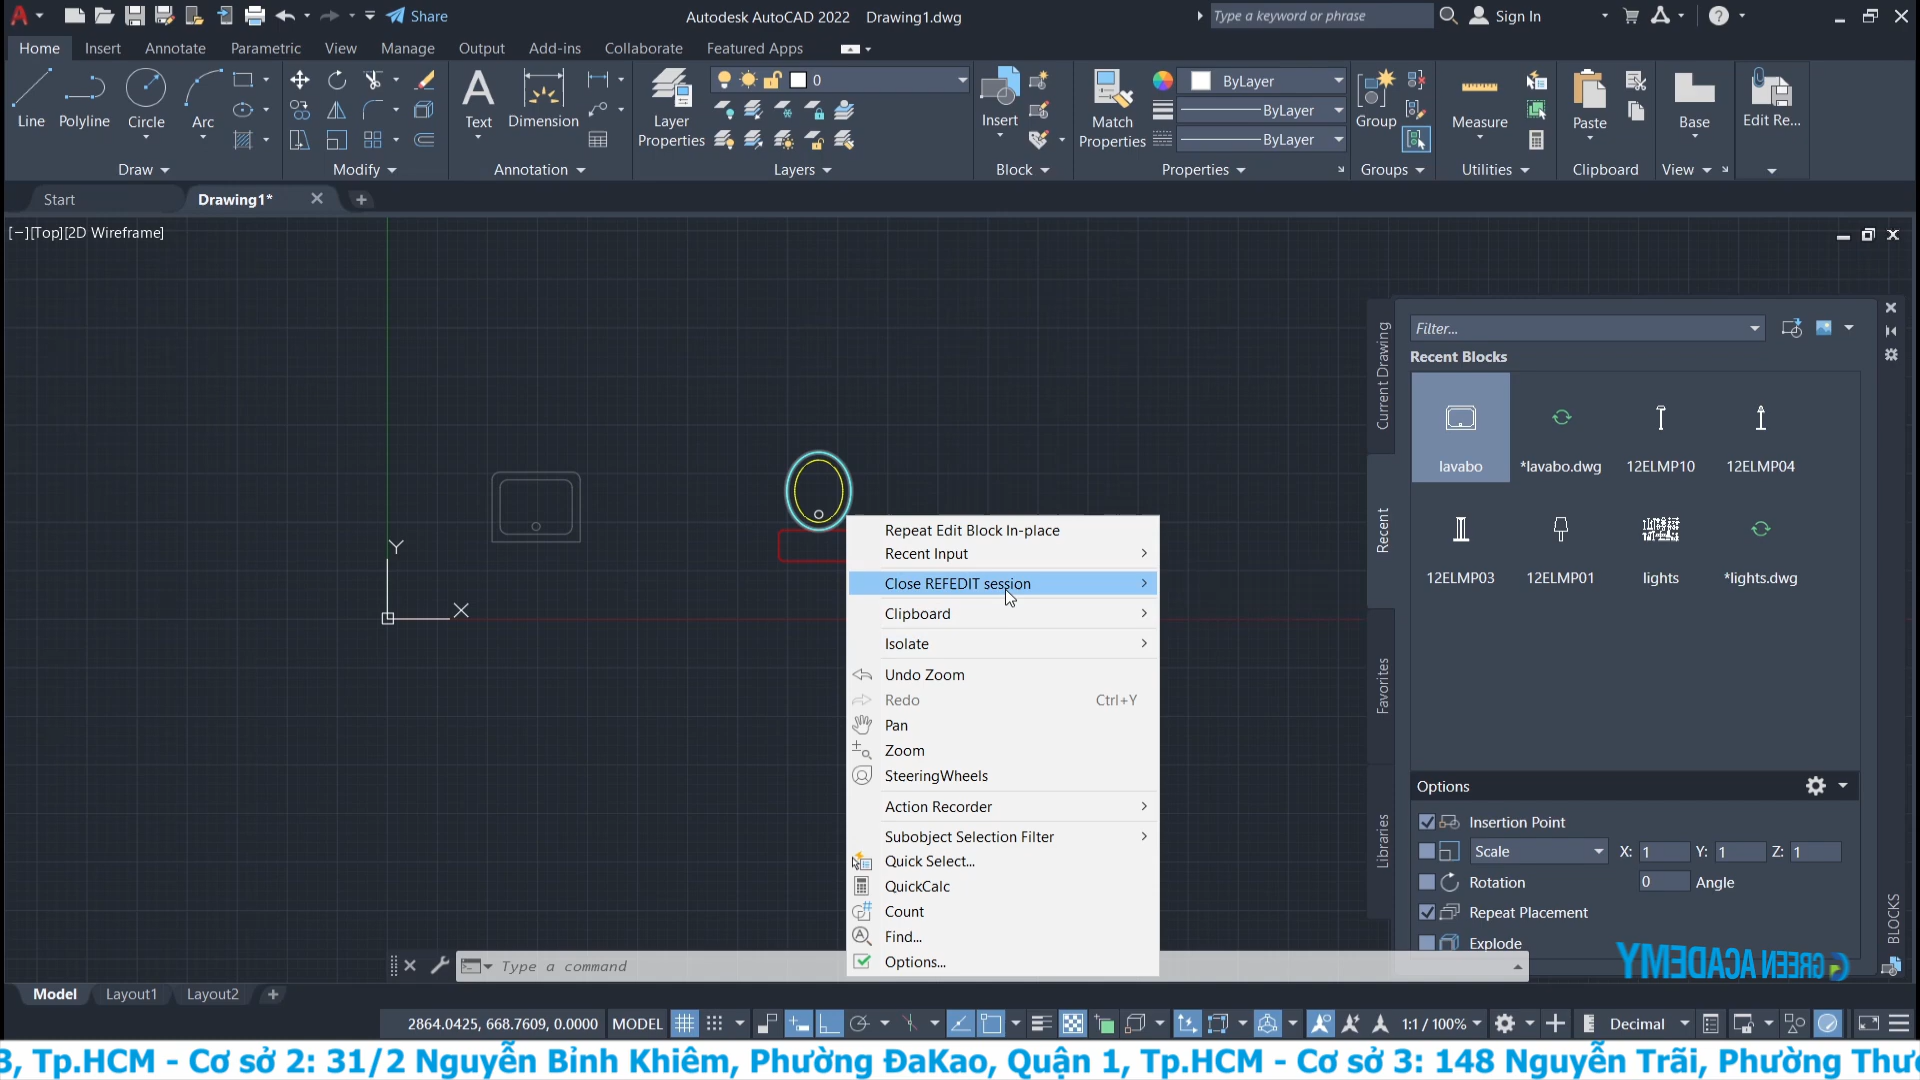 Share
Autodesk AutoCAD 2022 Drawing1.dwg
Type a keyword or phrase
Sign In
Home Insert Annotate Parametric View Manage Output Add-ins Collaborate Featured Apps
Line Polyline Circle Arc
Text Dimension
Layer Properties
0
Insert
Match Properties
ByLayer
ByLayer
ByLayer
Group
Measure
Paste
Base
Edit Re...
Draw Modify Annotation Layers Block Properties Groups Utilities Clipboard View
Start Drawing1*
[−][Top][2D Wireframe]
Y
X
Repeat Edit Block In-place
Recent Input
Close REFEDIT session
Clipboard
Isolate
Undo Zoom
Redo Ctrl+Y
Pan
Zoom
SteeringWheels
Action Recorder
Subobject Selection Filter
Quick Select...
QuickCalc
Count
Find...
Options...
Current Drawing
Recent
Favorites
Libraries
Filter...
Recent Blocks
lavabo *lavabo.dwg 12ELMP10 12ELMP04
12ELMP03 12ELMP01 lights *lights.dwg
Options
Insertion Point
Scale X: 1 Y: 1 Z: 1
Rotation 0 Angle
Repeat Placement
Explode
BLOCKS
GREEN ACADEMY
Type a command
Model Layout1 Layout2
2864.0425, 668.7609, 0.0000 MODEL 1:1 / 100% Decimal
3, Tp.HCM - Cơ sở 2: 31/2 Nguyễn Bỉnh Khiêm, Phường ĐaKao, Quận 1, Tp.HCM - Cơ sở 3: 148 Nguyễn Trãi, Phường